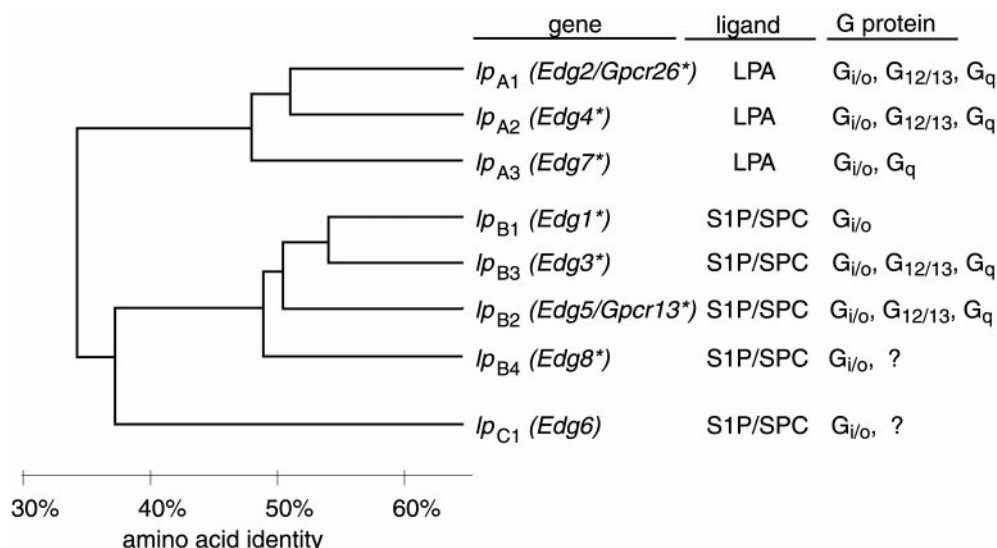 gene ligand G protein
lpA1 (Edg2/Gpcr26*) LPA Gi/o, G12/13, Gq
lpA2 (Edg4*) LPA Gi/o, G12/13, Gq
lpA3 (Edg7*) LPA Gi/o, Gq
lpB1 (Edg1*) S1P/SPC Gi/o
lpB3 (Edg3*) S1P/SPC Gi/o, G12/13, Gq
lpB2 (Edg5/Gpcr13*) S1P/SPC Gi/o, G12/13, Gq
lpB4 (Edg8*) S1P/SPC Gi/o, ?
lpC1 (Edg6) S1P/SPC Gi/o, ?
30% 40% 50% 60%
amino acid identity